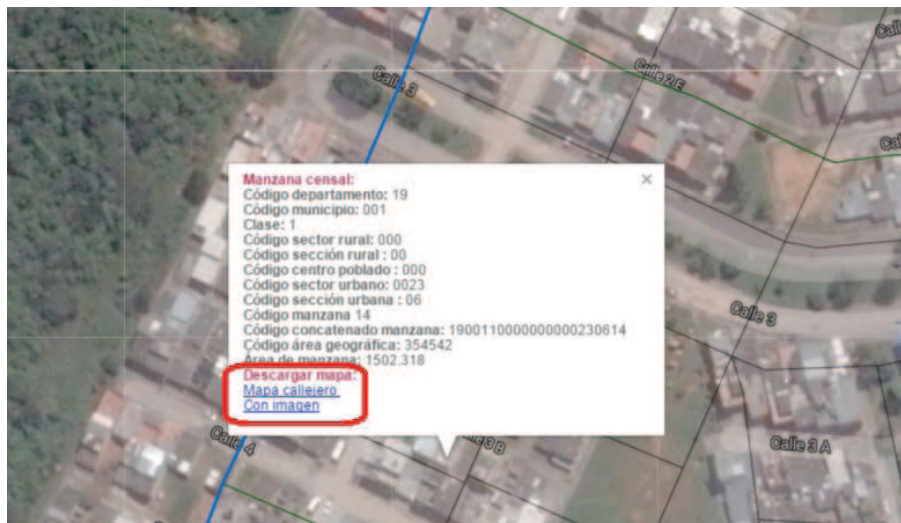 Calle
Calle 2 E
Calle 3
Manzana censal:
Código departamento: 19
Código municipio: 001
Clase: 1
Código sector rural: 000
Código sección rural : 00
Código centro poblado : 000
Código sector urbano: 0023
Código sección urbana : 06
Código manzana 14
Código concatenado manzana: 1900110000000000230614
Código área geográfica: 354542
Área de manzana: 1502.318
Descargar mapa:
Mapa callejero
Con imagen
Calle 3
Calle 4
Calle 3 A